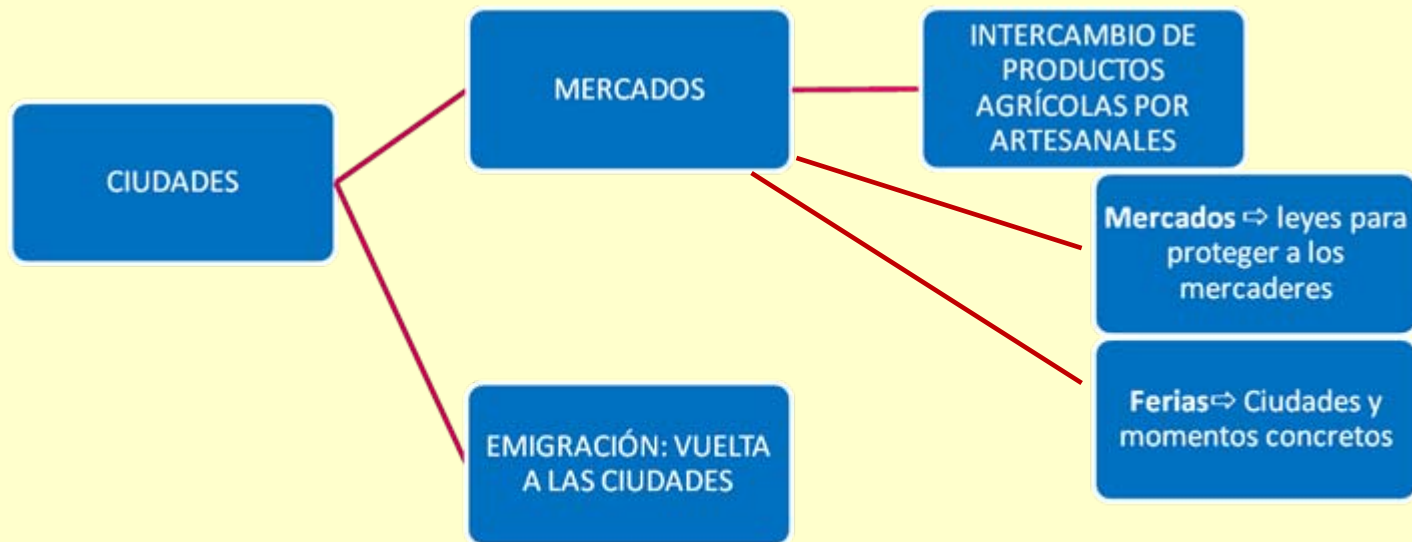 CIUDADES
MERCADOS
INTERCAMBIO DE
PRODUCTOS
AGRÍCOLAS POR
ARTESANALES
Mercados ⇨ leyes para
proteger a los
mercaderes
Ferias⇨ Ciudades y
momentos concretos
EMIGRACIÓN: VUELTA
A LAS CIUDADES